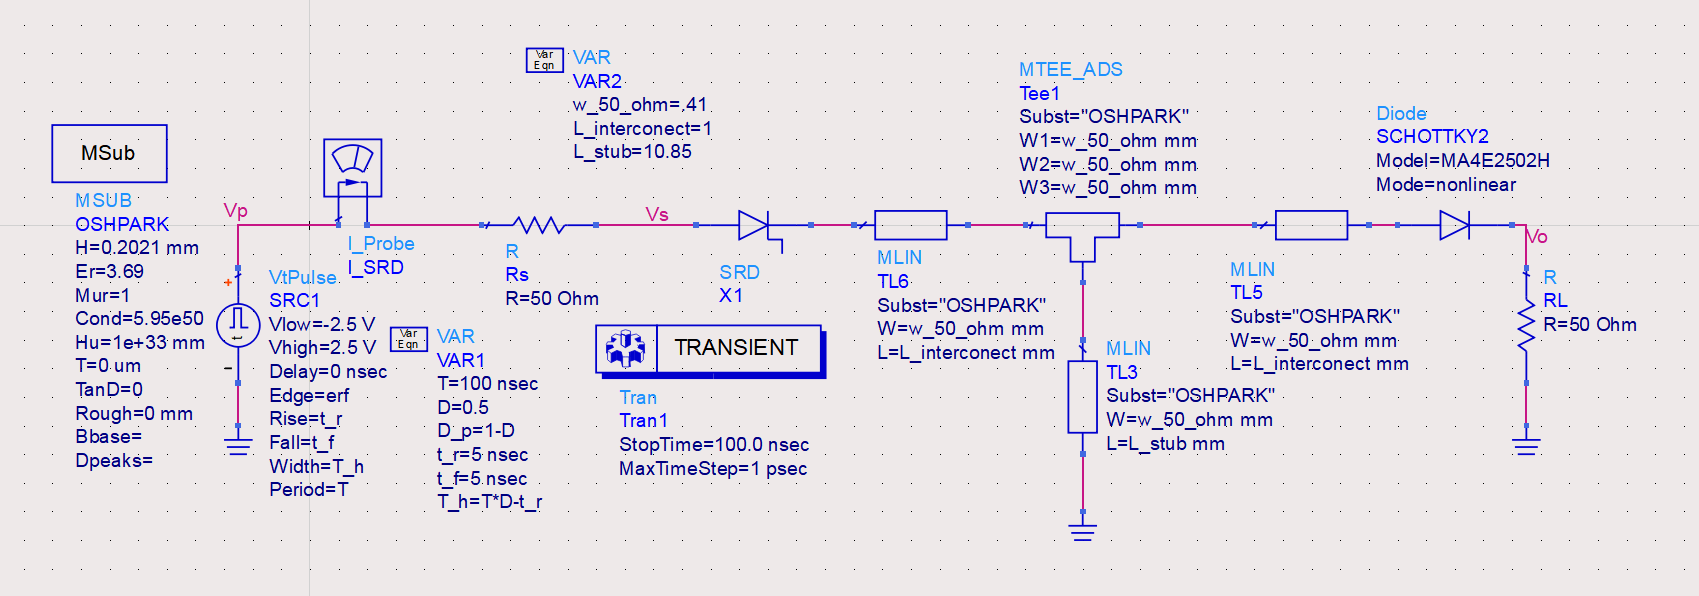 MSub
MSUB
OSHPARK
H=0.2021 mm
Er=3.69
Mur=1
Cond=5.95e50
Hu=1e+33 mm
T=0 um
TanD=0
Rough=0 mm
Bbase=
Dpeaks=
Vp
+
-
t
VtPulse
SRC1
Vlow=-2.5 V
Vhigh=2.5 V
Delay=0 nsec
Edge=erf
Rise=t_r
Fall=t_f
Width=T_h
Period=T
I_Probe
I_SRD
Var
Eqn
VAR
VAR1
T=100 nsec
D=0.5
D_p=1-D
t_r=5 nsec
t_f=5 nsec
T_h=T*D-t_r
R
Rs
R=50 Ohm
Var
Eqn
VAR
VAR2
w_50_ohm=.41
L_interconect=1
L_stub=10.85
Vs
SRD
X1
TRANSIENT
Tran
Tran1
StopTime=100.0 nsec
MaxTimeStep=1 psec
MLIN
TL6
Subst="OSHPARK"
W=w_50_ohm mm
L=L_interconect mm
MTEE_ADS
Tee1
Subst="OSHPARK"
W1=w_50_ohm mm
W2=w_50_ohm mm
W3=w_50_ohm mm
MLIN
TL3
Subst="OSHPARK"
W=w_50_ohm mm
L=L_stub mm
MLIN
TL5
Subst="OSHPARK"
W=w_50_ohm mm
L=L_interconect mm
Diode
SCHOTTKY2
Model=MA4E2502H
Mode=nonlinear
Vo
R
RL
R=50 Ohm